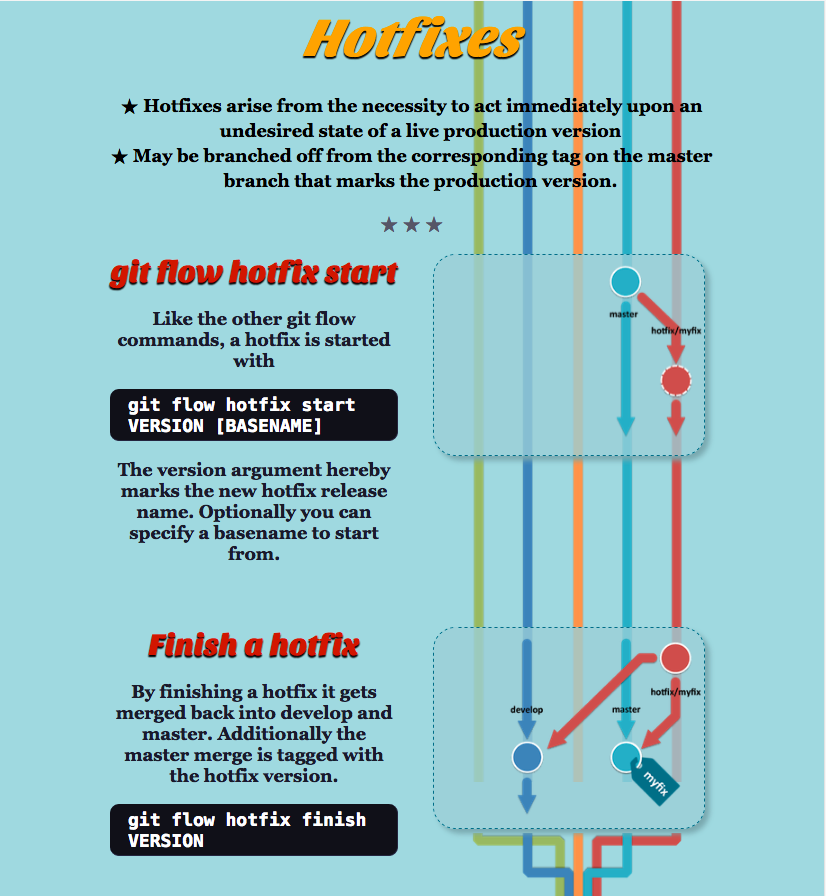 Hotfixes
★ Hotfixes arise from the necessity to act immediately upon an
undesired state of a live production version
★ May be branched off from the corresponding tag on the master
branch that marks the production version.
★ ★ ★
git flow hotfix start
Like the other git flow
commands, a hotfix is started
with
git flow hotfix start
VERSION [BASENAME]
The version argument hereby
marks the new hotfix release
name. Optionally you can
specify a basename to start
from.
master
hotfix/myfix
Finish a hotfix
By finishing a hotfix it gets
merged back into develop and
master. Additionally the
master merge is tagged with
the hotfix version.
git flow hotfix finish
VERSION
hotfix/myfix
develop
master
myfix